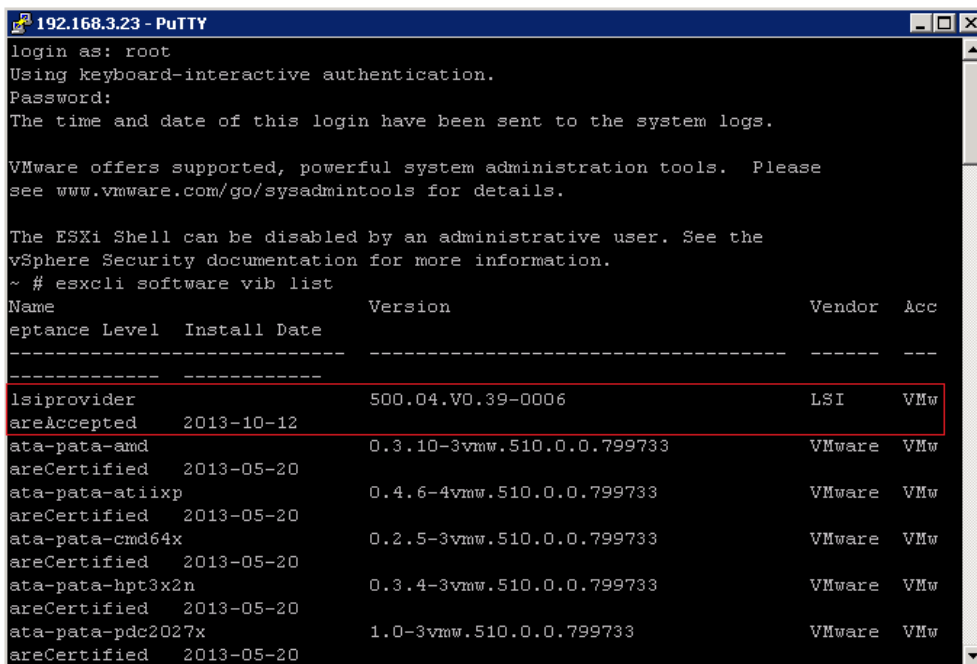 192.168.3.23 - PuTTY
login as: root
Using keyboard-interactive authentication.
Password:
The time and date of this login have been sent to the system logs.
VMware offers supported, powerful system administration tools.  Please
see www.vmware.com/go/sysadmintools for details.
The ESXi Shell can be disabled by an administrative user. See the
vSphere Security documentation for more information.
~ # esxcli software vib list
Name                           Version                               Vendor  Acc
eptance Level  Install Date
-----------------------------  ------------------------------------  ------  ---
-------------  ------------
lsiprovider                    500.04.V0.39-0006                     LSI     VMw
areAccepted    2013-10-12
ata-pata-amd                   0.3.10-3vmw.510.0.0.799733            VMware  VMw
areCertified   2013-05-20
ata-pata-atiixp                0.4.6-4vmw.510.0.0.799733             VMware  VMw
areCertified   2013-05-20
ata-pata-cmd64x                0.2.5-3vmw.510.0.0.799733             VMware  VMw
areCertified   2013-05-20
ata-pata-hpt3x2n               0.3.4-3vmw.510.0.0.799733             VMware  VMw
areCertified   2013-05-20
ata-pata-pdc2027x              1.0-3vmw.510.0.0.799733               VMware  VMw
areCertified   2013-05-20